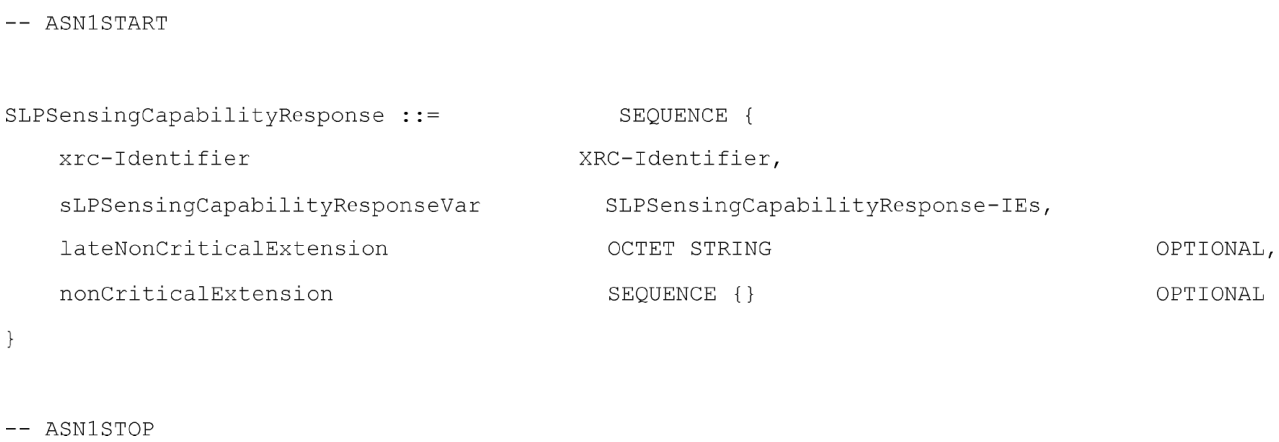 -- ASN1START
SLPSensingCapabilityResponse ::= SEQUENCE {
xrc-Identifier XRC-Identifier,
sLPSensingCapabilityResponseVar SLPSensingCapabilityResponse-IEs,
lateNonCriticalExtension OCTET STRING OPTIONAL,
nonCriticalExtension SEQUENCE {} OPTIONAL
}
-- ASN1STOP